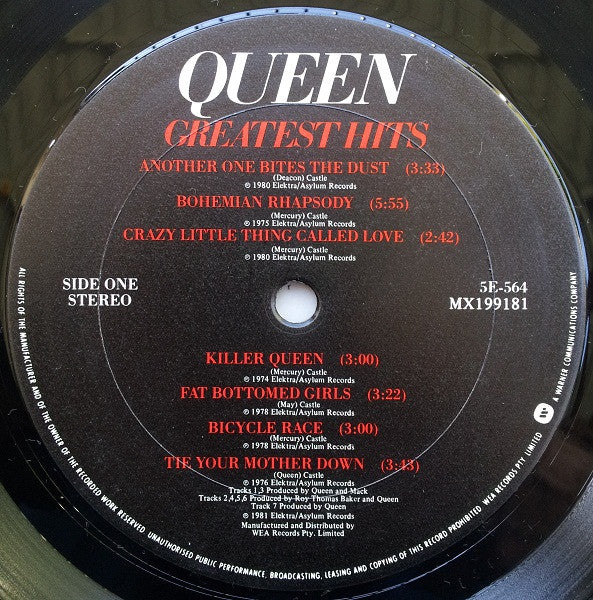 QUEEN
GREATEST HITS
ANOTHER ONE BITES THE DUST (3:33)
(Deacon) Castle
℗ 1980 Elektra/Asylum Records
BOHEMIAN RHAPSODY (5:55)
(Mercury) Castle
℗ 1975 Elektra/Asylum Records
CRAZY LITTLE THING CALLED LOVE (2:42)
(Mercury) Castle
℗ 1980 Elektra/Asylum Records
SIDE ONE
STEREO
5E-564
MX199181
KILLER QUEEN (3:00)
(Mercury) Castle
℗ 1974 Elektra/Asylum Records
FAT BOTTOMED GIRLS (3:22)
(May) Castle
℗ 1978 Elektra/Asylum Records
BICYCLE RACE (3:00)
(Mercury) Castle
℗ 1978 Elektra/Asylum Records
TIE YOUR MOTHER DOWN (3:43)
(Queen) Castle
℗ 1976 Elektra/Asylum Records
Tracks 1,3 Produced by Queen and Mack
Tracks 2,4,5,6 Produced by Roy Thomas Baker and Queen
Track 7 Produced by Queen
℗ 1981 Elektra/Asylum Records
Manufactured and Distributed by
WEA Records Pty. Limited
ALL RIGHTS OF THE MANUFACTURER AND OF THE OWNER OF THE RECORDED WORK RESERVED. UNAUTHORISED PUBLIC PERFORMANCE, BROADCASTING, LEASING AND COPYING OF THIS RECORD PROHIBITED. WEA RECORDS PTY. LIMITED W A WARNER COMMUNICATIONS COMPANY